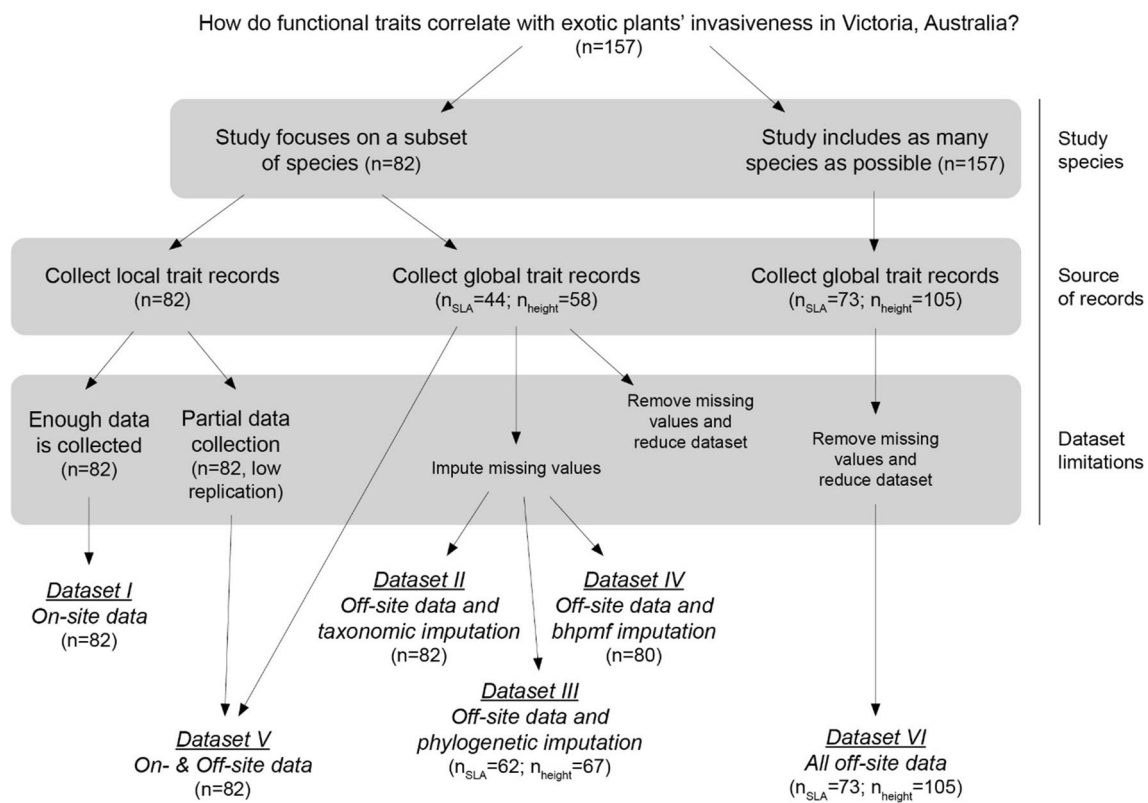 How do functional traits correlate with exotic plants' invasiveness in Victoria, Australia?
(n=157)
Study focuses on a subset
of species (n=82)
Study includes as many
species as possible (n=157)
Study
species
Collect local trait records
(n=82)
Collect global trait records
(nSLA=44; nheight=58)
Collect global trait records
(nSLA=73; nheight=105)
Source
of records
Enough data
is collected
(n=82)
Partial data
collection
(n=82, low
replication)
Impute missing values
Remove missing
values and
reduce dataset
Remove missing
values and
reduce dataset
Dataset
limitations
Dataset I
On-site data
(n=82)
Dataset II
Off-site data and
taxonomic imputation
(n=82)
Dataset IV
Off-site data and
bhpmf imputation
(n=80)
Dataset III
Off-site data and
phylogenetic imputation
(nSLA=62; nheight=67)
Dataset V
On- & Off-site data
(n=82)
Dataset VI
All off-site data
(nSLA=73; nheight=105)